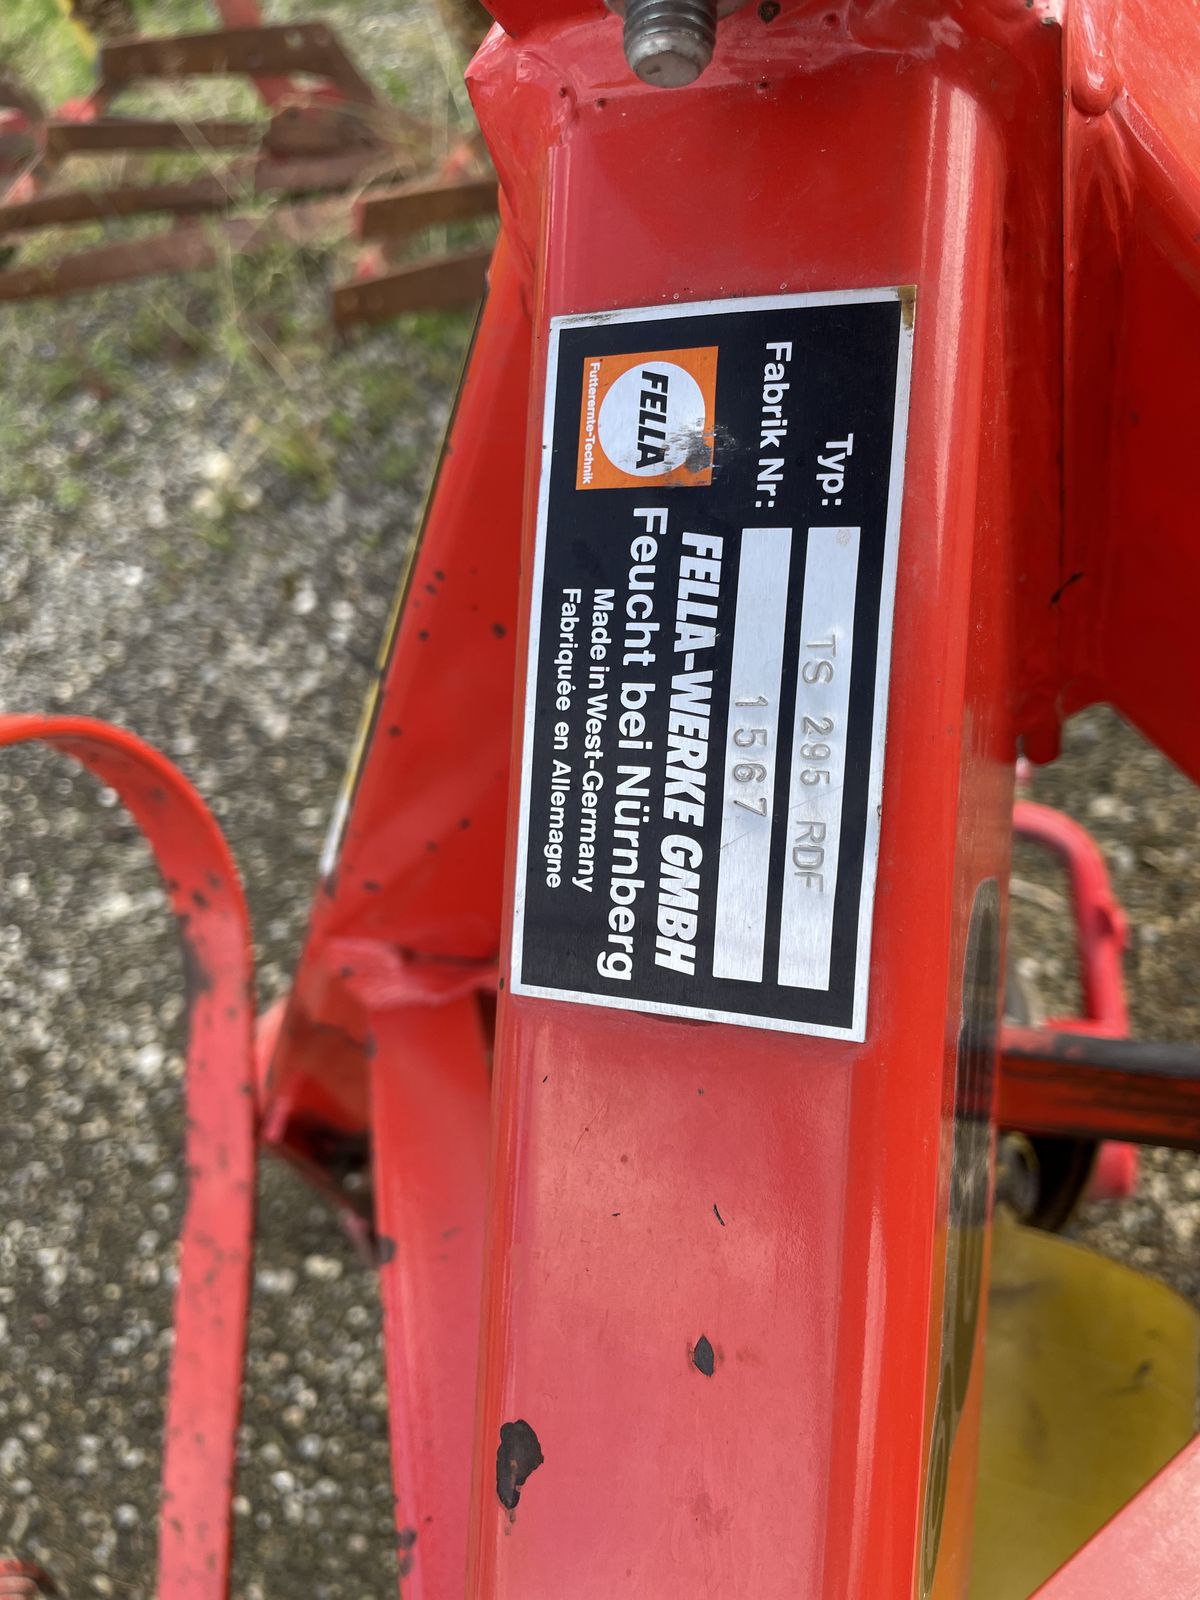 Typ: TS 295 RDF
Fabrik Nr: 1567
FELLA
Futterernte-Technik
FELLA-WERKE GMBH
Feucht bei Nürnberg
Made in West-Germany
Fabriquée en Allemagne